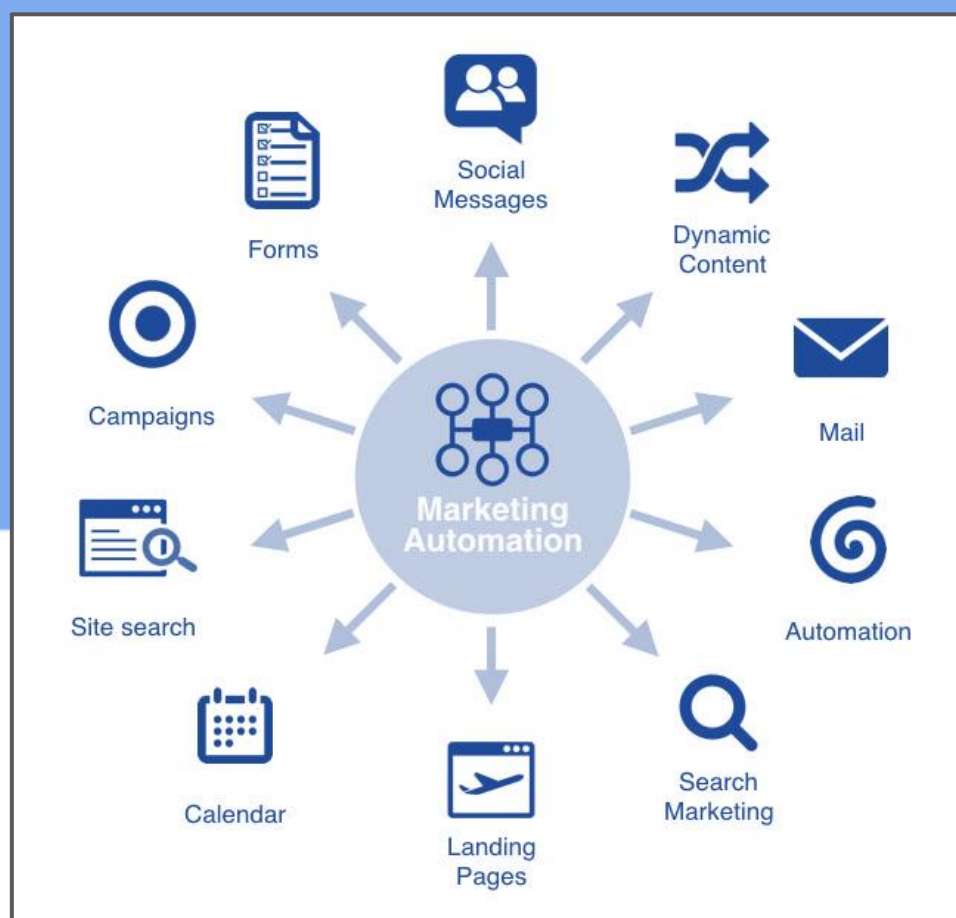 Social
Messages
Forms
Dynamic
Content
Campaigns
Mail
Marketing
Automation
Site search
Automation
Calendar
Search
Marketing
Landing
Pages